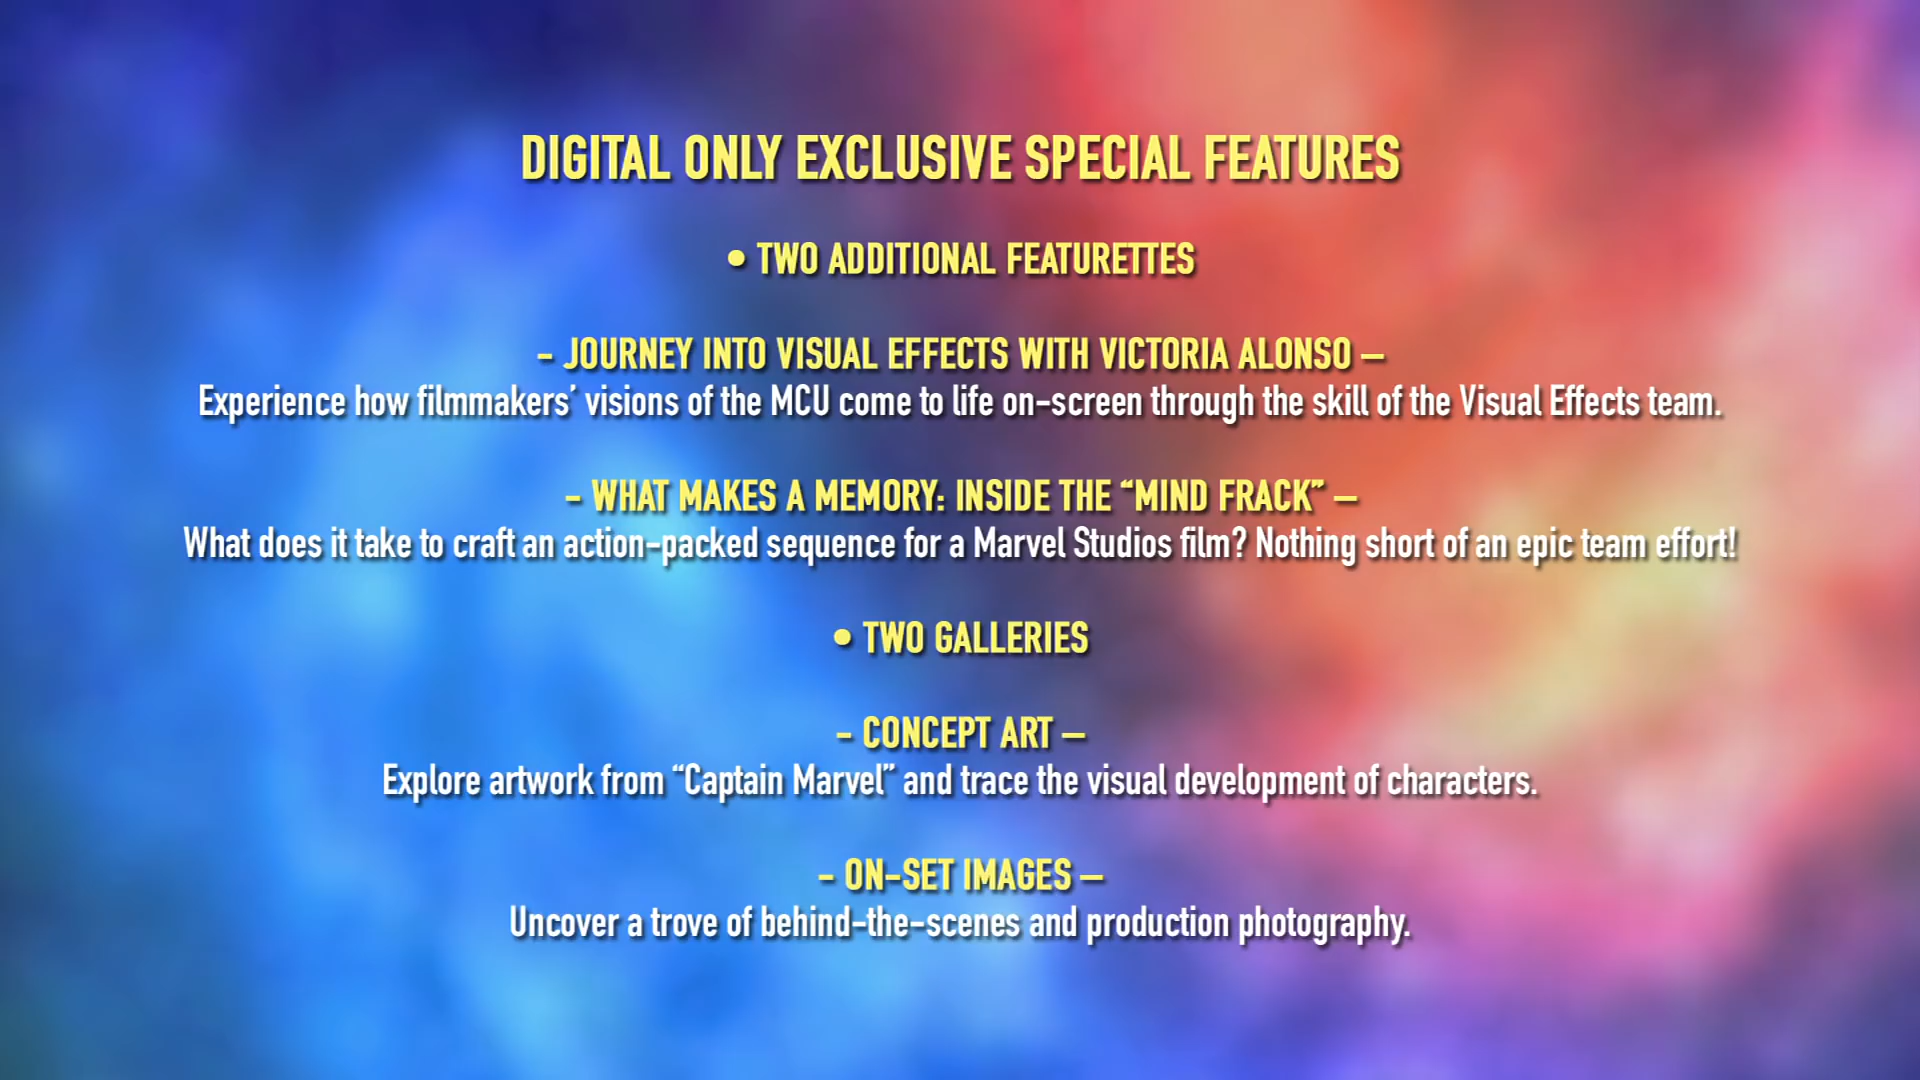 DIGITAL ONLY EXCLUSIVE SPECIAL FEATURES
• TWO ADDITIONAL FEATURETTES
- JOURNEY INTO VISUAL EFFECTS WITH VICTORIA ALONSO –
Experience how filmmakers’ visions of the MCU come to life on-screen through the skill of the Visual Effects team.
- WHAT MAKES A MEMORY: INSIDE THE “MIND FRACK” –
What does it take to craft an action-packed sequence for a Marvel Studios film? Nothing short of an epic team effort!
• TWO GALLERIES
- CONCEPT ART –
Explore artwork from “Captain Marvel” and trace the visual development of characters.
- ON-SET IMAGES –
Uncover a trove of behind-the-scenes and production photography.